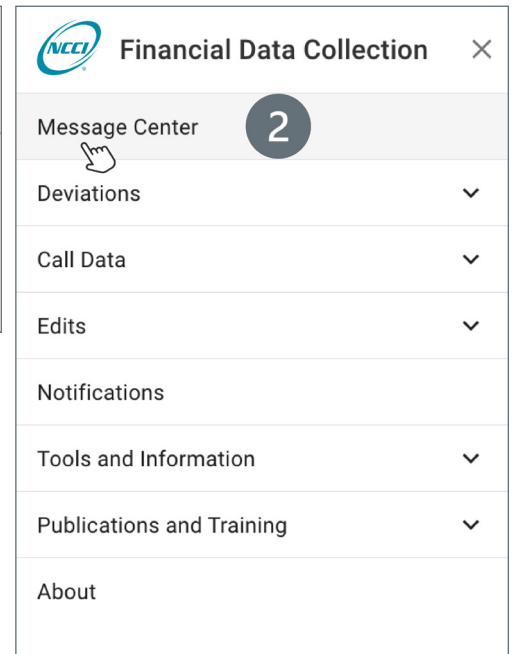 NCCI
Financial Data Collection
Message Center
2
Deviations
Call Data
Edits
Notifications
Tools and Information
Publications and Training
About